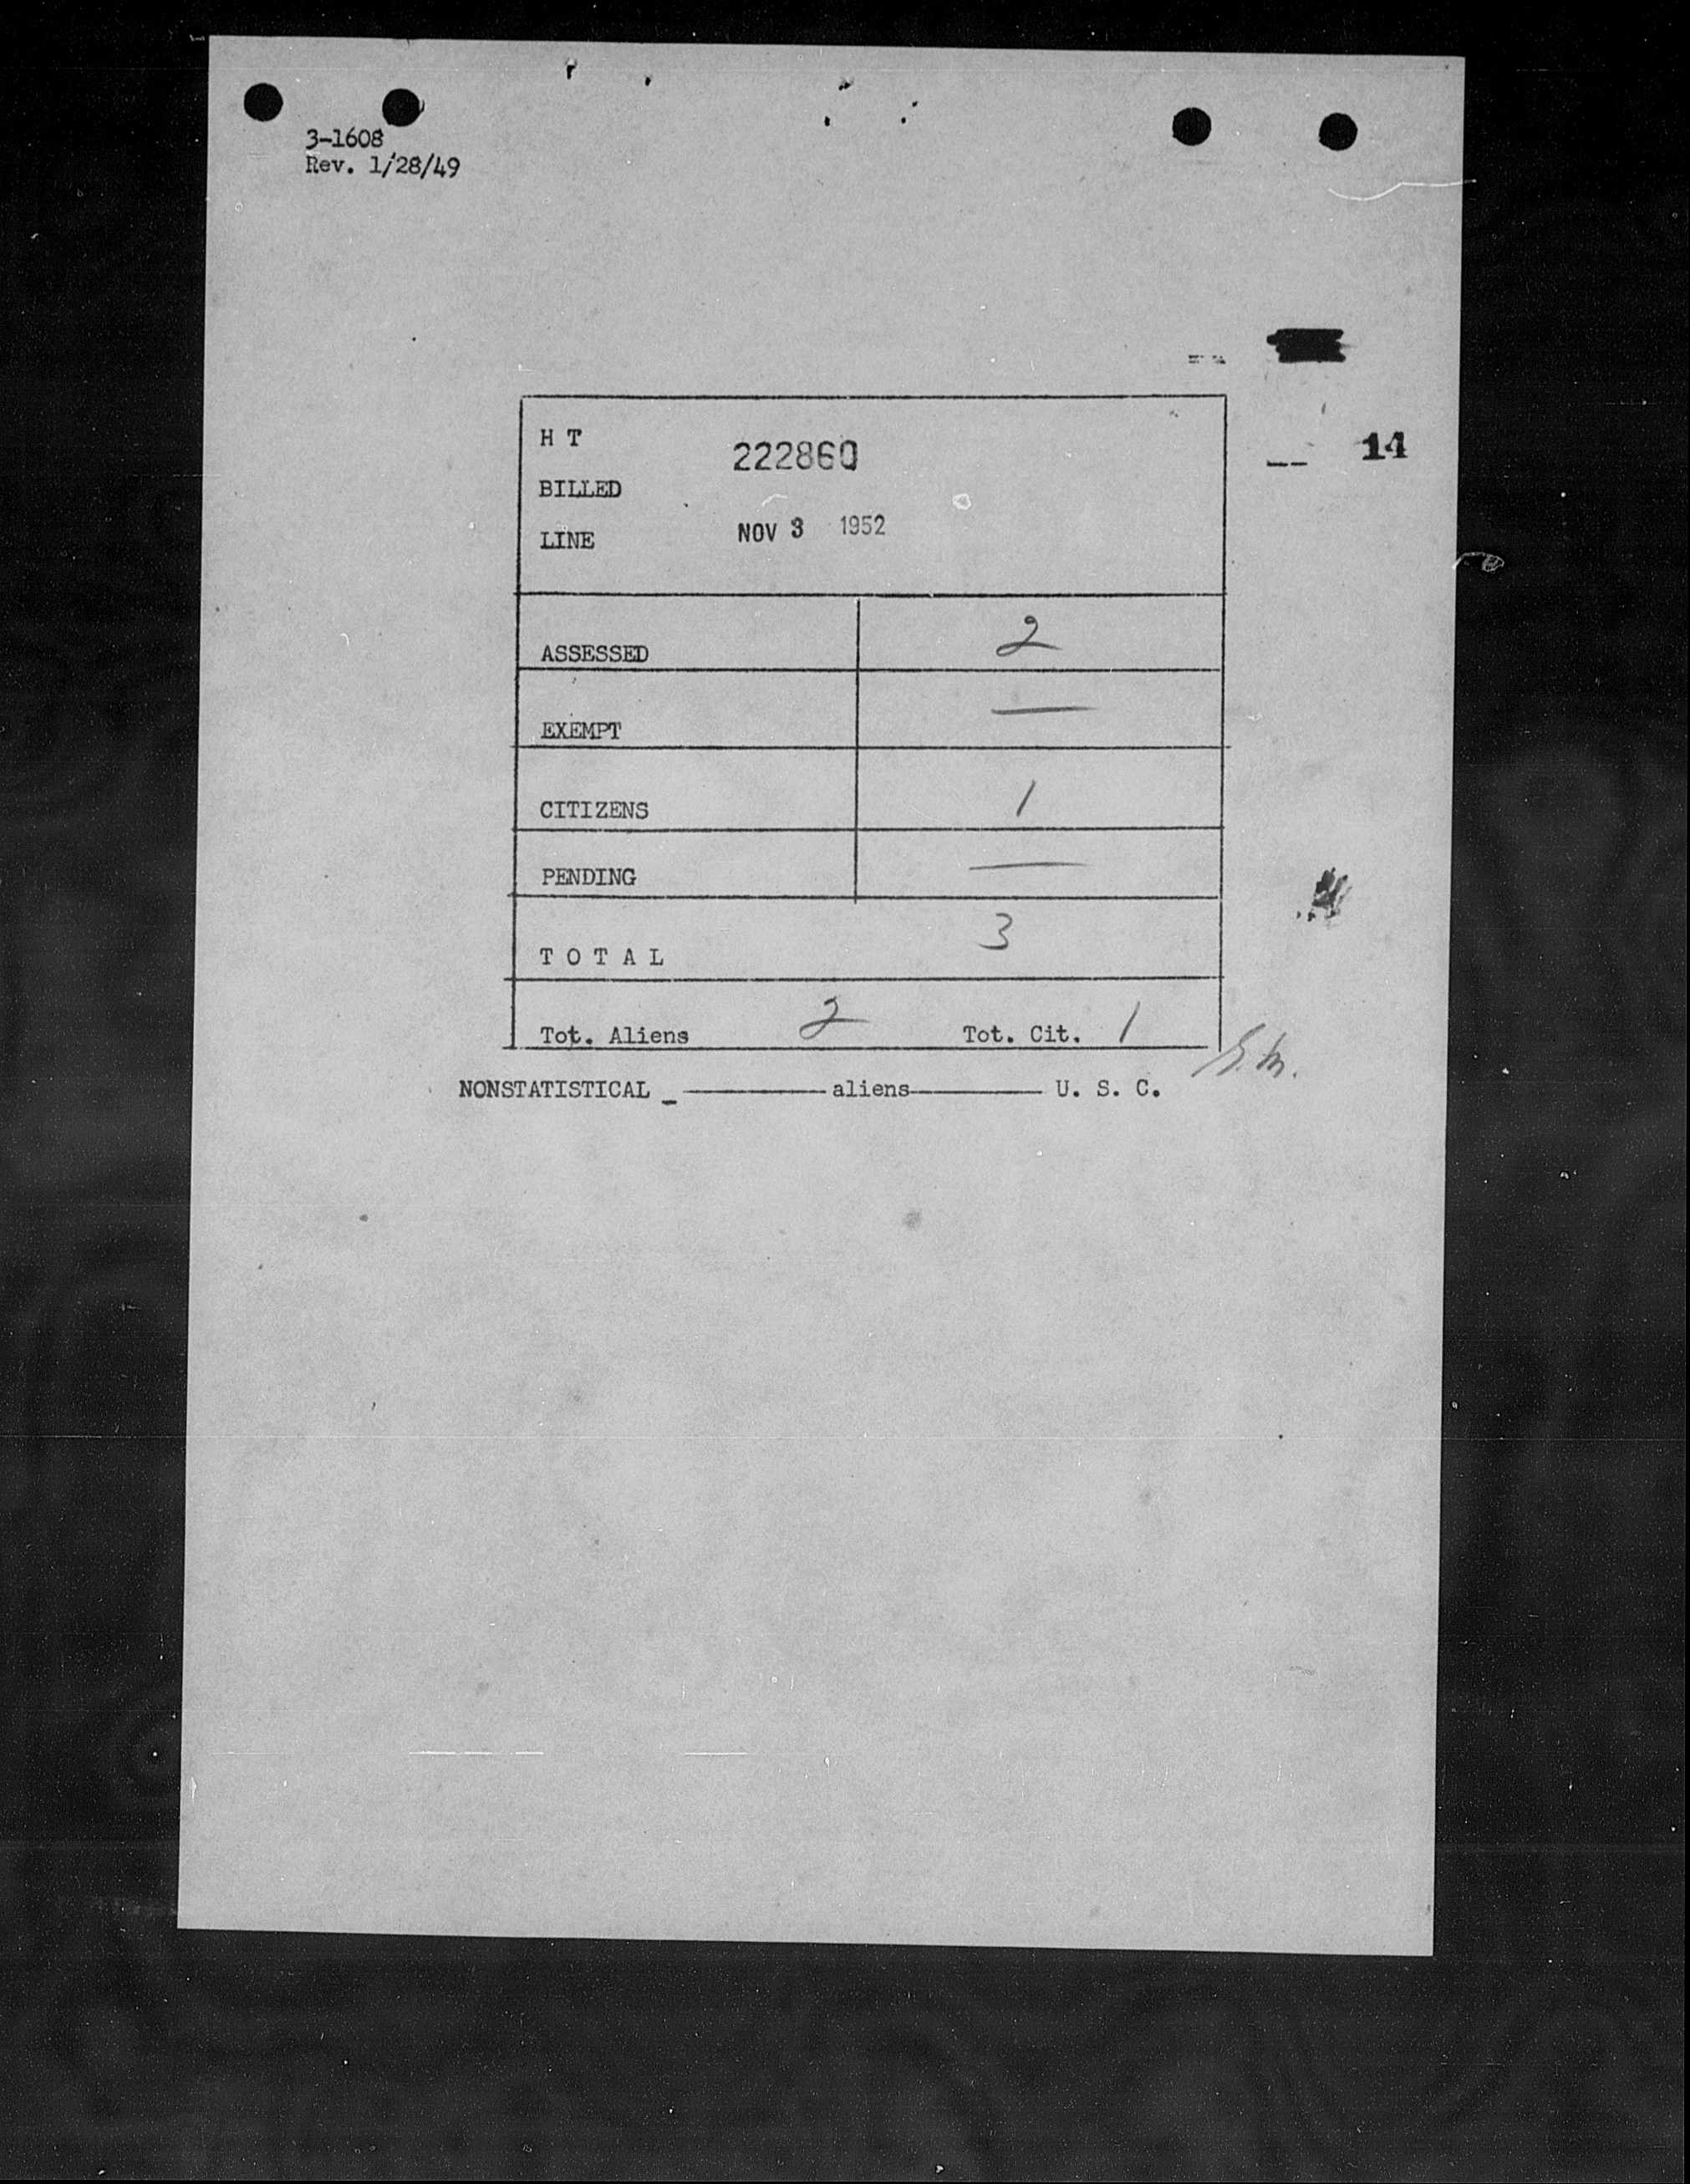 3-1608
Rev. 1/28/49
14
H T
222860
BILLED
LINE
NOV 3 1952
ASSESSED 2
EXEMPT —
CITIZENS 1
PENDING —
T O T A L 3
Tot. Aliens 2 Tot. Cit. 1
NONSTATISTICAL _ ———— aliens ———— U. S. C.